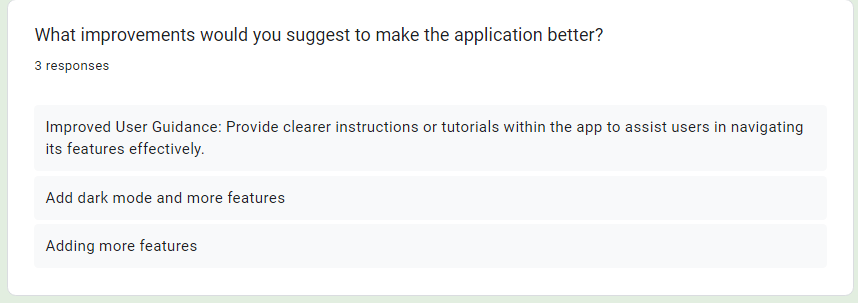 What improvements would you suggest to make the application better?
3 responses
Improved User Guidance: Provide clearer instructions or tutorials within the app to assist users in navigating
its features effectively.
Add dark mode and more features
Adding more features